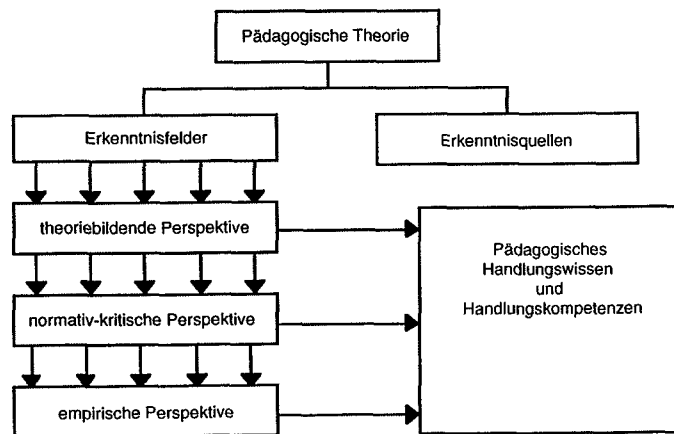 Pädagogische Theorie
Erkenntnisfelder
Erkenntnisquellen
theoriebildende Perspektive
normativ-kritische Perspektive
empirische Perspektive
Pädagogisches
Handlungswissen
und
Handlungskompetenzen